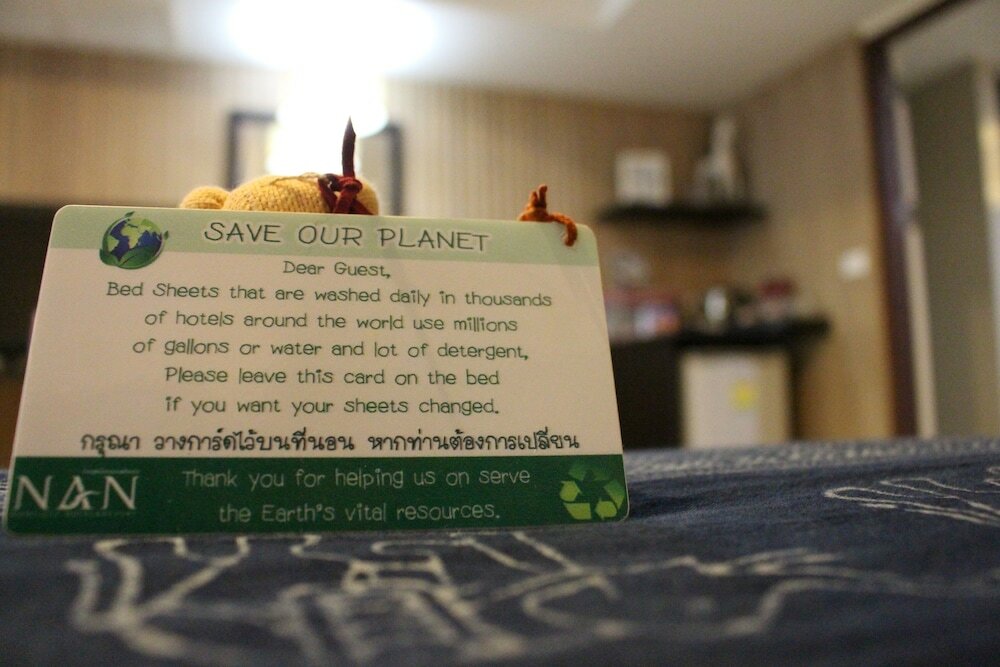 SAVE OUR PLANET
Dear Guest,
Bed Sheets that are washed daily in thousands
of hotels around the world use millions
of gallons or water and lot of detergent,
Please leave this card on the bed
if you want your sheets changed.
กรุณา วางการ์ดไว้บนที่นอน หากท่านต้องการเปลี่ยน
NAN
Thank you for helping us on serve
the Earth's vital resources.